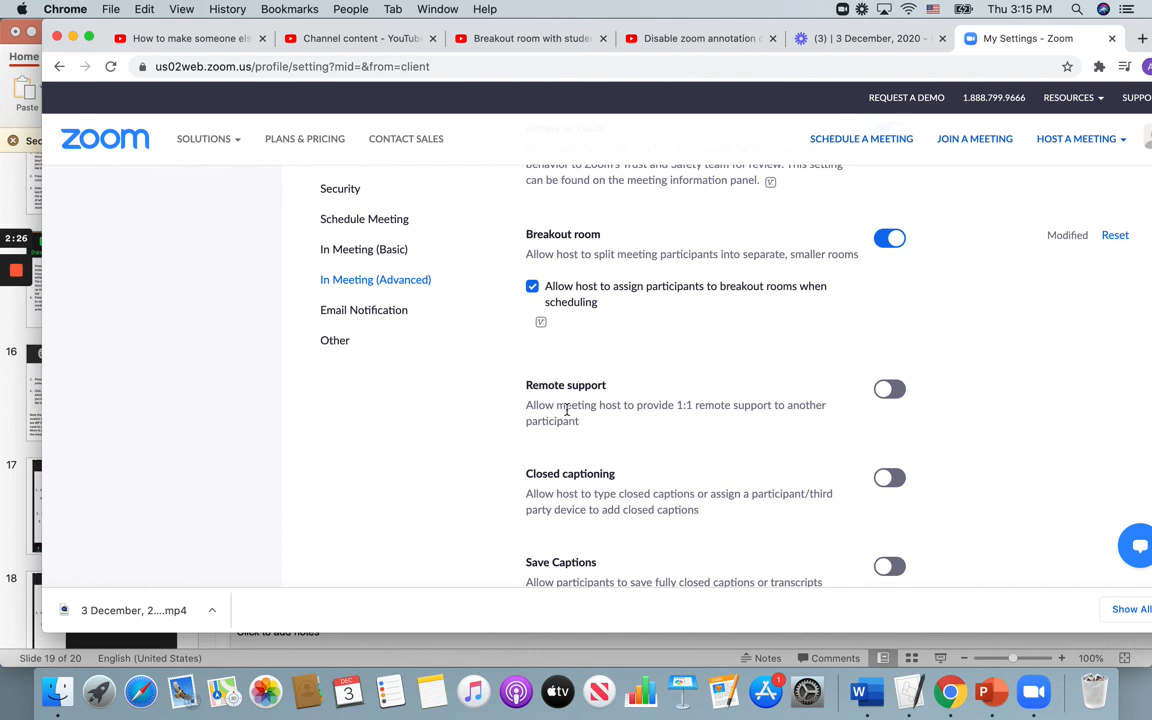 Chrome File Edit View History Bookmarks People Tab Window Help Thu 3:15 PM
How to make someone els
Channel content - YouTub
Breakout room with stude
Disable zoom annotation
(3) | 3 December, 2020 -
My Settings - Zoom
Home
us02web.zoom.us/profile/setting?mid=&from=client
Paste
REQUEST A DEMO 1.888.799.9666 RESOURCES SUPPO
Sec
zoom SOLUTIONS PLANS & PRICING CONTACT SALES SCHEDULE A MEETING JOIN A MEETING HOST A MEETING
behavior to Zoom's Trust and Safety team for review. This setting
can be found on the meeting information panel.
Security
Schedule Meeting
In Meeting (Basic)
In Meeting (Advanced)
Email Notification
Other
2:26
Breakout room
Modified Reset
Allow host to split meeting participants into separate, smaller rooms
Allow host to assign participants to breakout rooms when
scheduling
16
Remote support
Allow meeting host to provide 1:1 remote support to another
participant
17
Closed captioning
Allow host to type closed captions or assign a participant/third
party device to add closed captions
18
Save Captions
Allow participants to save fully closed captions or transcripts
3 December, 2....mp4
Show All
Click to add notes
Slide 19 of 20 English (United States) Notes Comments 100%
DEC
3
tv
1